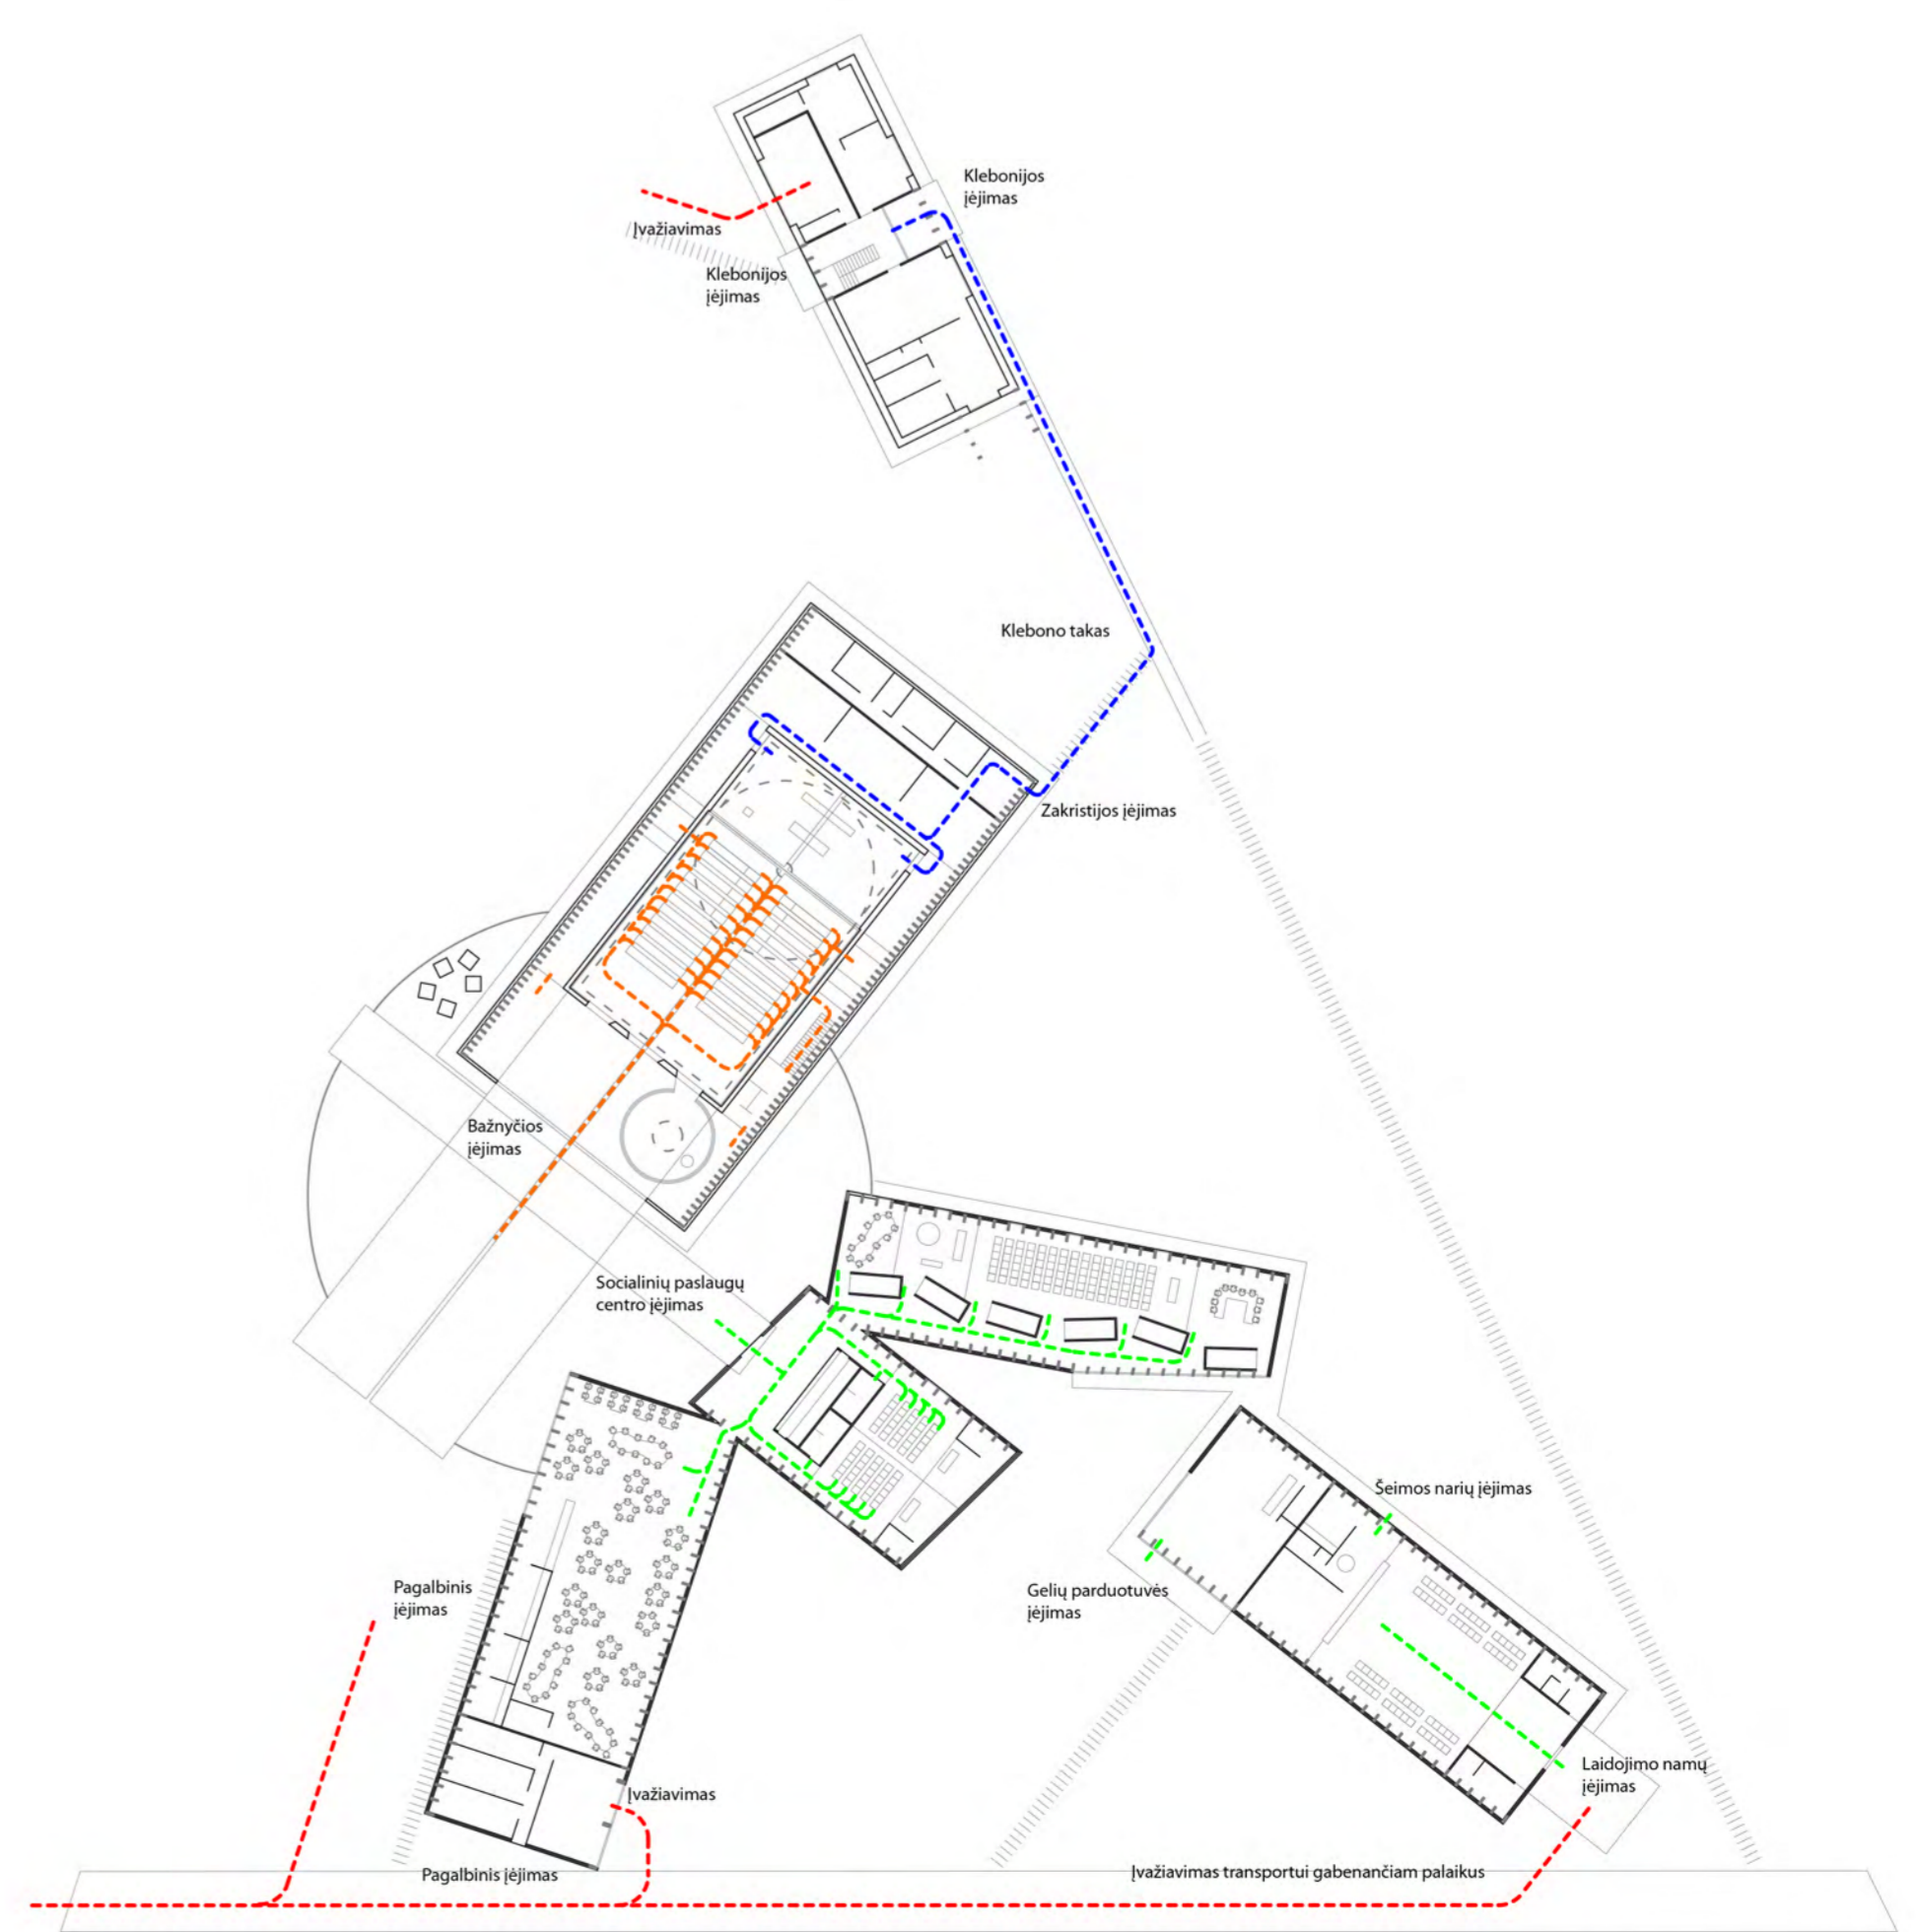 Klebonijos
įėjimas
Įvažiavimas
Klebonijos
įėjimas
Klebono takas
Zakristijos įėjimas
Bažnyčios
įėjimas
Socialinių paslaugų
centro įėjimas
Šeimos narių įėjimas
Pagalbinis
įėjimas
Gelių parduotuvės
įėjimas
Laidojimo namų
įėjimas
Įvažiavimas
Pagalbinis įėjimas
Įvažiavimas transportui gabenančiam palaikus